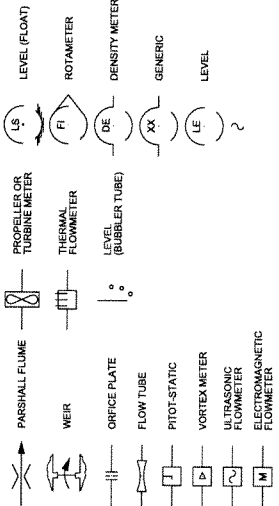 PARSHALL FLUME
WEIR
ORFICE PLATE
FLOW TUBE
PITOT-STATIC
VORTEX METER
ULTRASONIC
FLOWMETER
M
ELECTROMAGNETIC
FLOWMETER
PROPELLER OR
TURBINE METER
THERMAL
FLOWMETER
LEVEL
(BUBBLER TUBE)
LS
LEVEL (FLOAT)
FI
ROTAMETER
DE
DENSITY METER
XX
GENERIC
LE
LEVEL